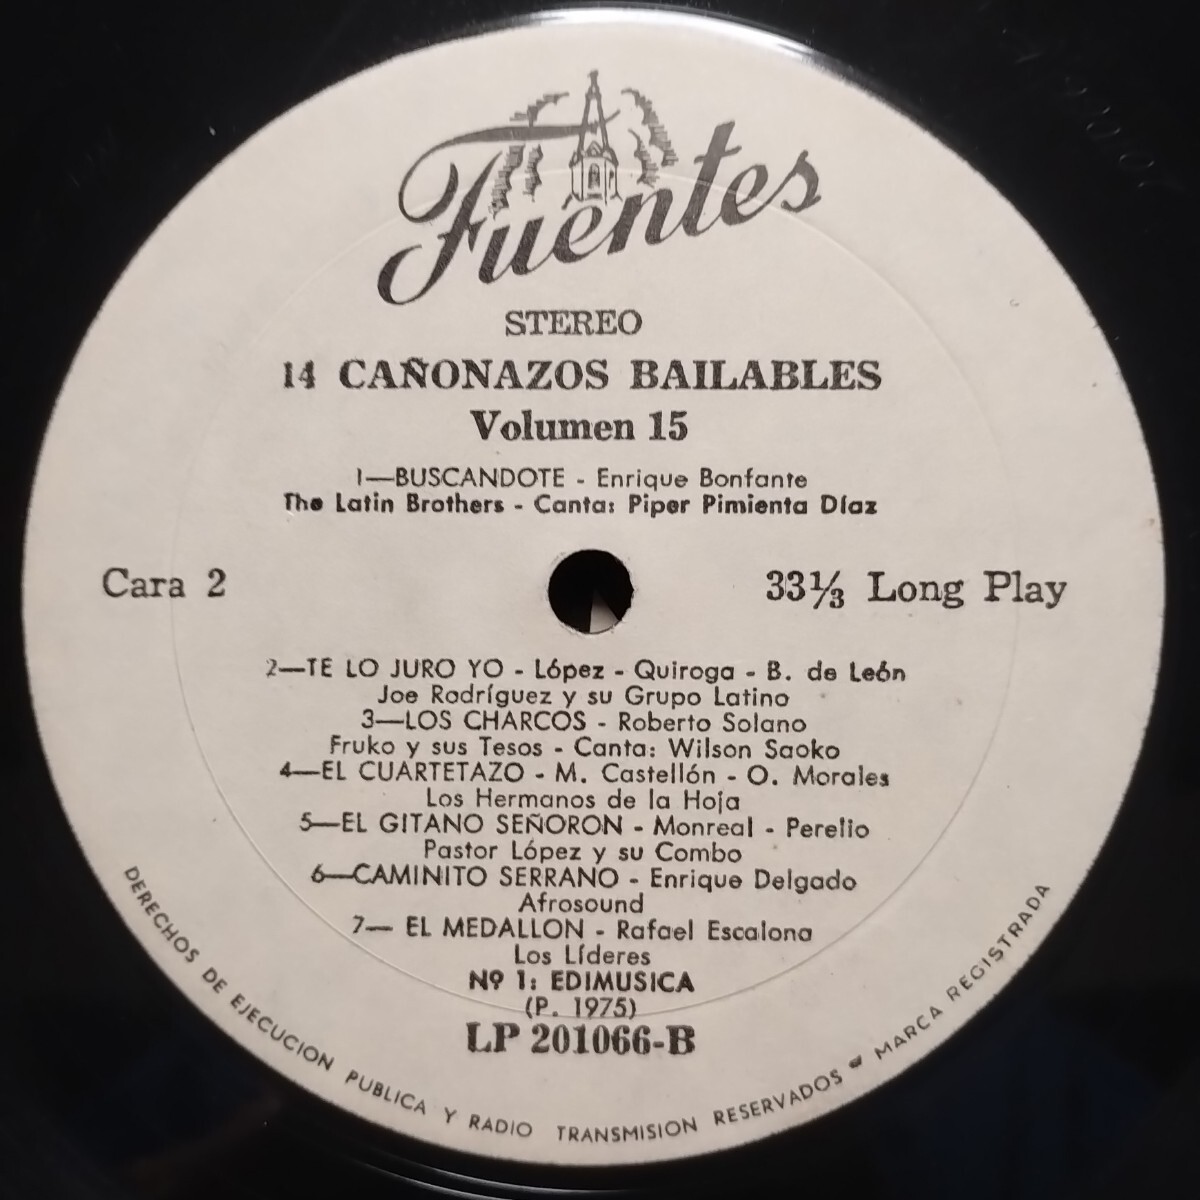 Fuentes
STEREO
14 CAÑONAZOS BAILABLES
Volumen 15
1—BUSCANDOTE - Enrique Bonfante
The Latin Brothers - Canta: Piper Pimienta Díaz
Cara 2
33⅓ Long Play
2—TE LO JURO YO - López - Quiroga - B. de León
Joe Rodríguez y su Grupo Latino
3—LOS CHARCOS - Roberto Solano
Fruko y sus Tesos - Canta: Wilson Saoko
4—EL CUARTETAZO - M. Castellón - O. Morales
Los Hermanos de la Hoja
5—EL GITANO SEÑORON - Monreal - Perelio
Pastor López y su Combo
6—CAMINITO SERRANO - Enrique Delgado
Afrosound
7— EL MEDALLON - Rafael Escalona
Los Líderes
Nº 1: EDIMUSICA
(P. 1975)
LP 201066-B
DERECHOS DE EJECUCION PUBLICA Y RADIO TRANSMISION RESERVADOS - MARCA REGISTRADA